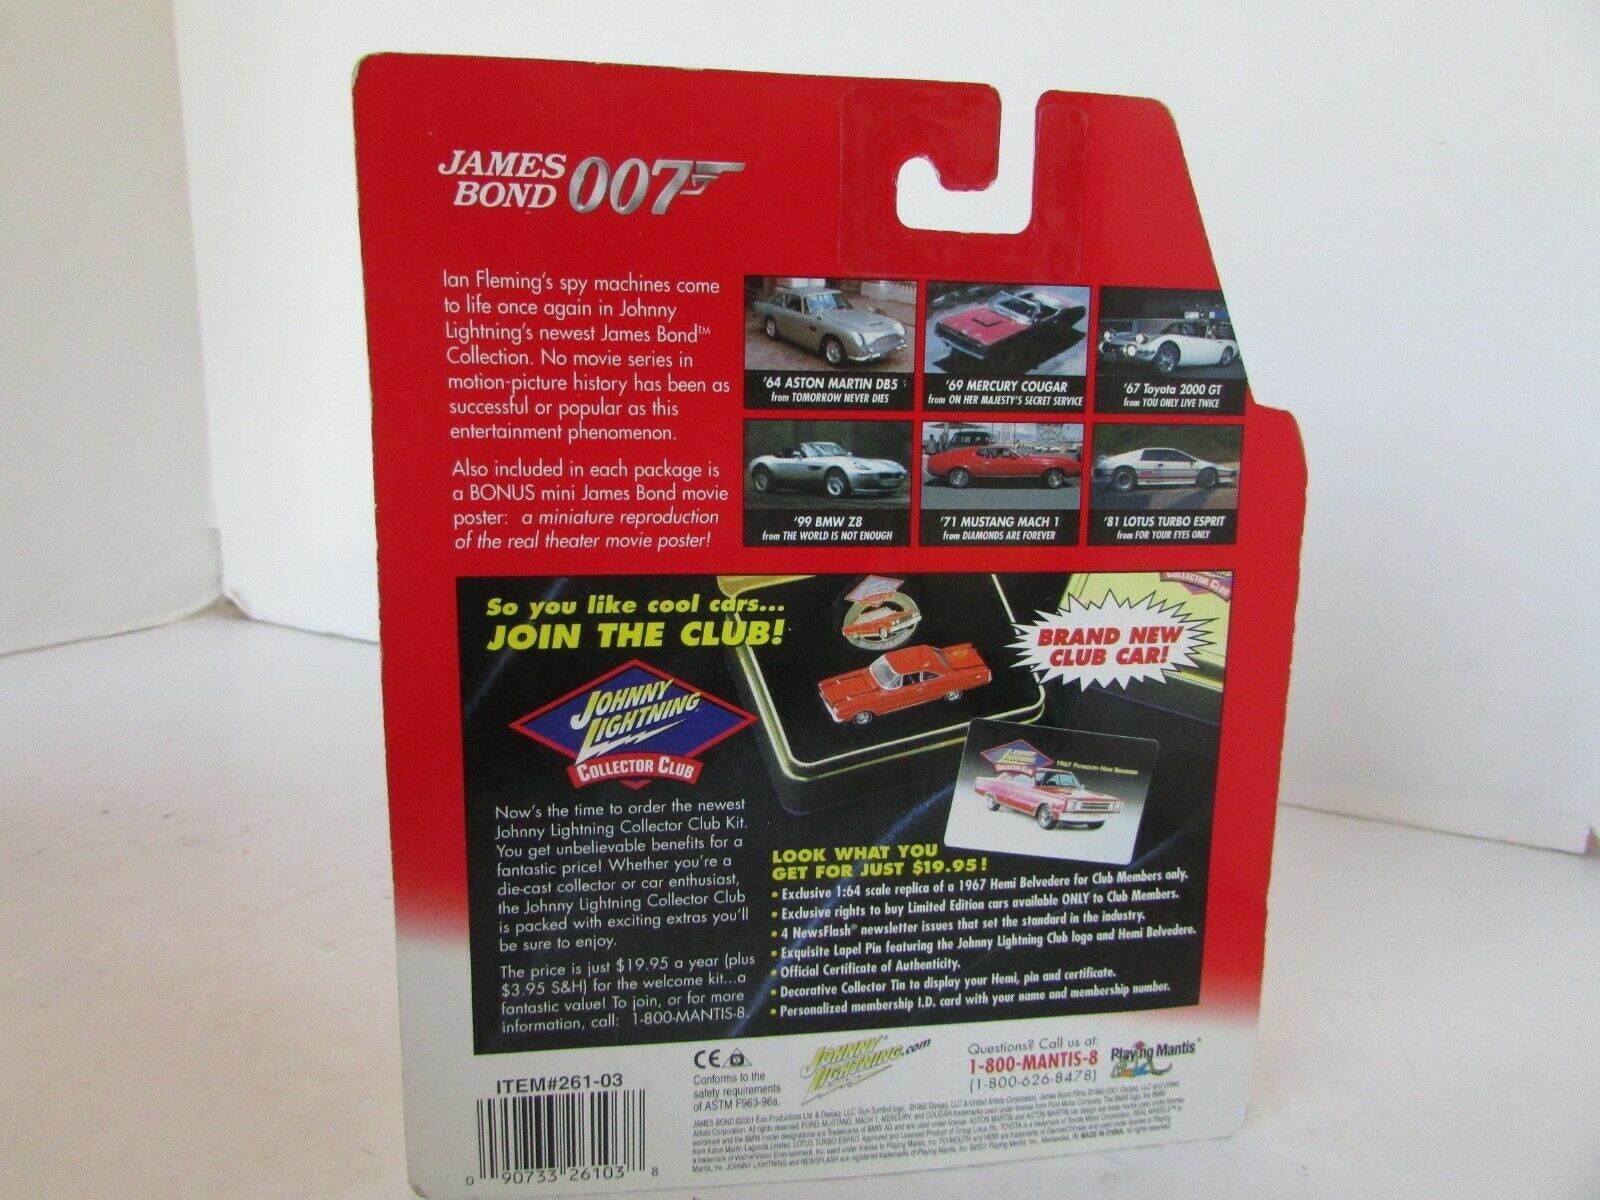 JAMES
BOND 007
Ian Fleming's spy machines come
to life once again in Johnny
Lightning's newest James Bond™
Collection. No movie series in
motion-picture history has been as
successful or popular as this
entertainment phenomenon.
Also included in each package is
a BONUS mini James Bond movie
poster: a miniature reproduction
of the real theater movie poster!
'64 ASTON MARTIN DB5
from TOMORROW NEVER DIES
'69 MERCURY COUGAR
from ON HER MAJESTY'S SECRET SERVICE
'67 Toyota 2000 GT
from YOU ONLY LIVE TWICE
'99 BMW Z8
from THE WORLD IS NOT ENOUGH
'71 MUSTANG MACH 1
from DIAMONDS ARE FOREVER
'81 LOTUS TURBO ESPRIT
from FOR YOUR EYES ONLY
So you like cool cars...
JOIN THE CLUB!
JOHNNY
LIGHTNING
COLLECTOR CLUB
COLLECTOR CLUB
BRAND NEW
CLUB CAR!
JOHNNY
LIGHTNING
COLLECTOR CLUB
1967 PLYMOUTH HEMI BELVEDERE
Now's the time to order the newest
Johnny Lightning Collector Club Kit.
You get unbelievable benefits for a
fantastic price! Whether you're a
die-cast collector or car enthusiast,
the Johnny Lightning Collector Club
is packed with exciting extras you'll
be sure to enjoy.
The price is just $19.95 a year (plus
$3.95 S&H) for the welcome kit...a
fantastic value! To join, or for more
information, call: 1-800-MANTIS-8.
LOOK WHAT YOU
GET FOR JUST $19.95!
• Exclusive 1:64 scale replica of a 1967 Hemi Belvedere for Club Members only.
• Exclusive rights to buy Limited Edition cars available ONLY to Club Members.
• 4 NewsFlash® newsletter issues that set the standard in the industry.
• Exquisite Lapel Pin featuring the Johnny Lightning Club logo and Hemi Belvedere.
• Official Certificate of Authenticity.
• Decorative Collector Tin to display your Hemi, pin and certificate.
• Personalized membership I.D. card with your name and membership number.
ITEM#261-03
0 90733 26103 8
CE
Conforms to the
safety requirements
of ASTM F963-96a.
JOHNNY
LIGHTNING.com
Questions? Call us at:
1-800-MANTIS-8
(1-800-626-8478)
Playing Mantis®